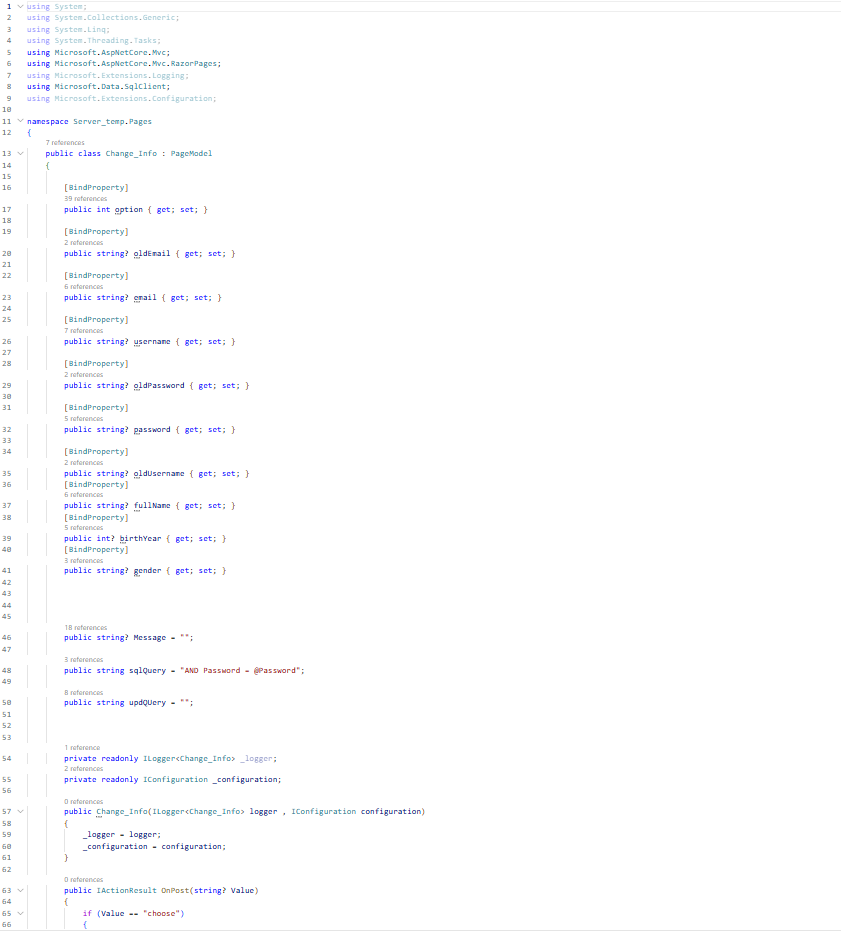 1 using System;
2 using System.Collections.Generic;
3 using System.Linq;
4 using System.Threading.Tasks;
5 using Microsoft.AspNetCore.Mvc;
6 using Microsoft.AspNetCore.Mvc.RazorPages;
7 using Microsoft.Extensions.Logging;
8 using Microsoft.Data.SqlClient;
9 using Microsoft.Extensions.Configuration;
10
11 namespace Server_temp.Pages
12 {
7 references
13 public class Change_Info : PageModel
14 {
15
16 [BindProperty]
39 references
17 public int option { get; set; }
18
19 [BindProperty]
2 references
20 public string? oldEmail { get; set; }
21
22 [BindProperty]
6 references
23 public string? email { get; set; }
24
25 [BindProperty]
7 references
26 public string? username { get; set; }
27
28 [BindProperty]
2 references
29 public string? oldPassword { get; set; }
30
31 [BindProperty]
5 references
32 public string? password { get; set; }
33
34 [BindProperty]
2 references
35 public string? oldUsername { get; set; }
36 [BindProperty]
6 references
37 public string? fullName { get; set; }
38 [BindProperty]
5 references
39 public int? birthYear { get; set; }
40 [BindProperty]
3 references
41 public string? gender { get; set; }
42
43
44
45
18 references
46 public string? Message = "";
47
3 references
48 public string sqlQuery = "AND Password = @Password";
49
8 references
50 public string updQUery = "";
51
52
53
1 reference
54 private readonly ILogger<Change_Info> _logger;
2 references
55 private readonly IConfiguration _configuration;
56
0 references
57 public Change_Info(ILogger<Change_Info> logger , IConfiguration configuration)
58 {
59 _logger = logger;
60 _configuration = configuration;
61 }
62
0 references
63 public IActionResult OnPost(string? Value)
64 {
65 if (Value == "choose")
66 {